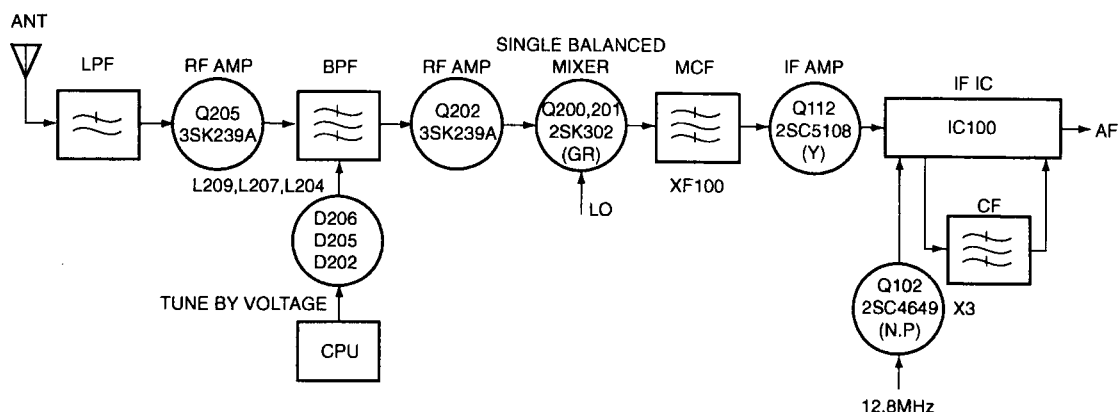 ANT
LPF
RF AMP
BPF
RF AMP
SINGLE BALANCED
MIXER
MCF
IF AMP
IF IC
Q205
3SK239A
Q202
3SK239A
Q200,201
2SK302
(GR)
Q112
2SC5108
(Y)
IC100
AF
L209,L207,L204
XF100
LO
D206
D205
D202
CF
TUNE BY VOLTAGE
CPU
Q102
2SC4649
(N.P)
X3
12.8MHz